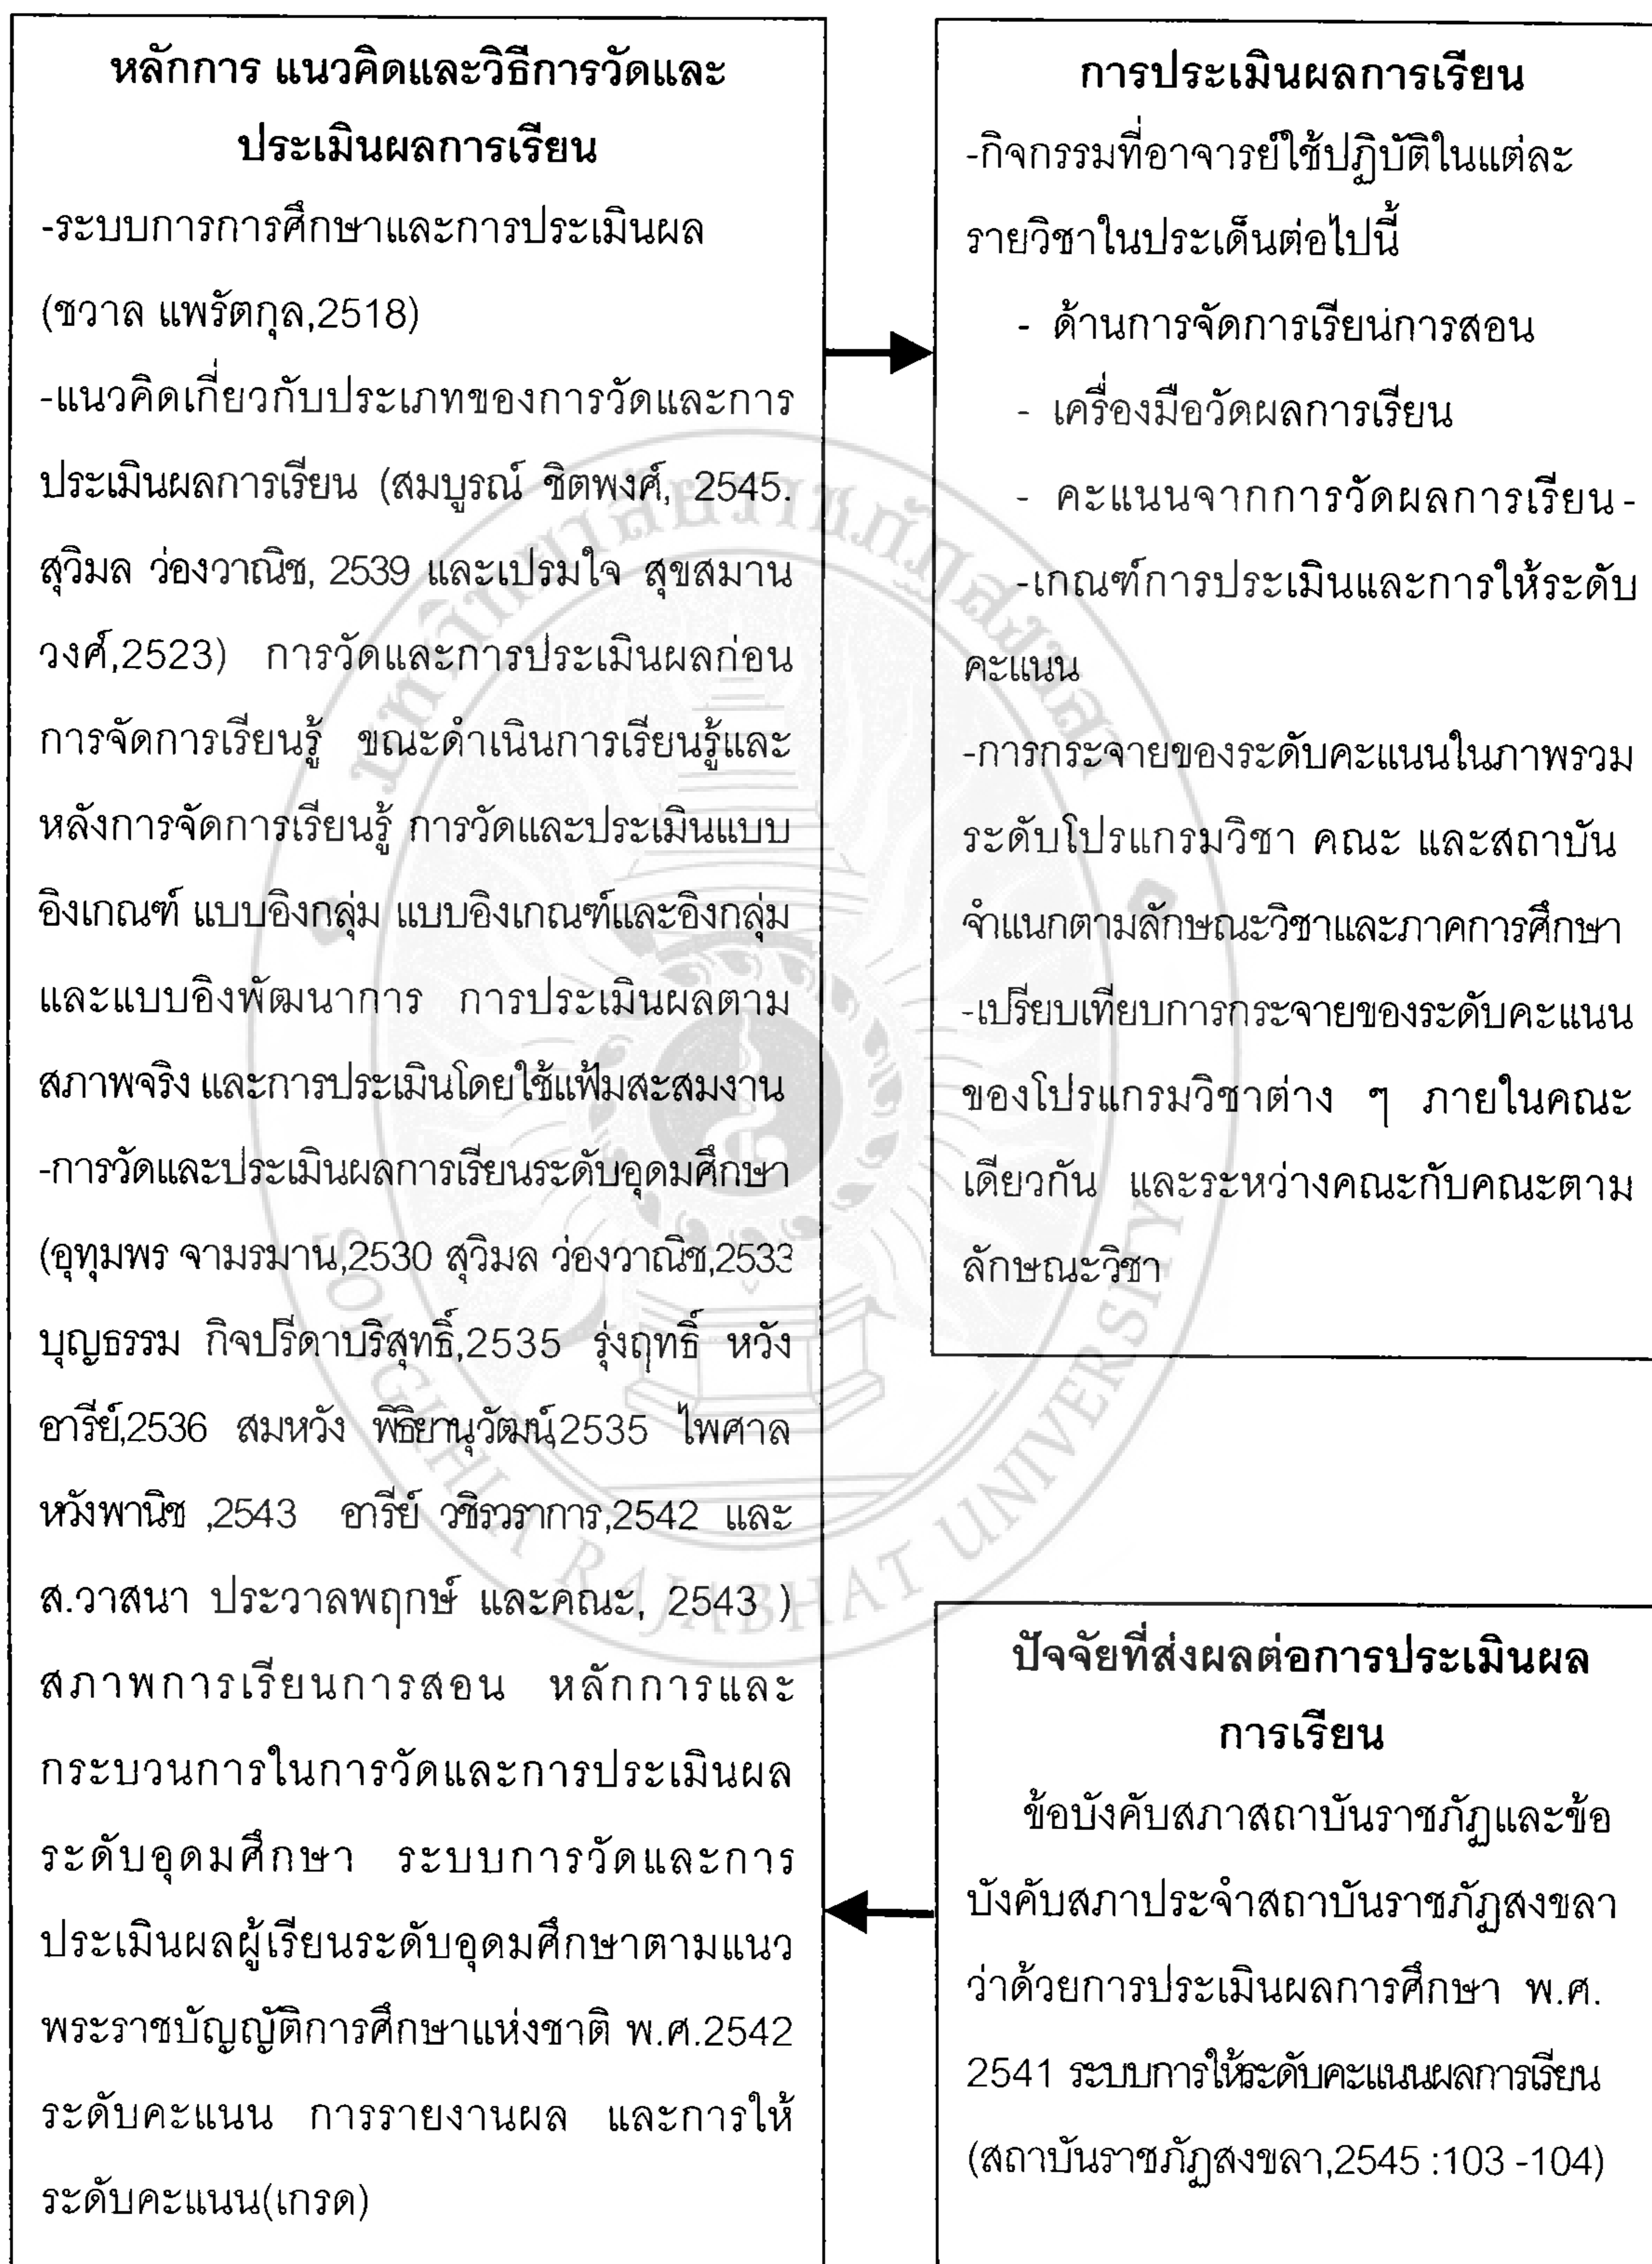 หลักการ แนวคิดและวิธีการวัดและ
ประเมินผลการเรียน
-ระบบการการศึกษาและการประเมินผล
(ชวาล แพรัตกุล,2518)
-แนวคิดเกี่ยวกับประเภทของการวัดและการ
ประเมินผลการเรียน (สมบูรณ์ ชิตพงศ์, 2545.
สุวิมล ว่องวาณิช, 2539 และเปรมใจ สุขสมาน
วงศ์,2523) การวัดและการประเมินผลก่อน
การจัดการเรียนรู้ ขณะดำเนินการเรียนรู้และ
หลังการจัดการเรียนรู้ การวัดและประเมินแบบ
อิงเกณฑ์ แบบอิงกลุ่ม แบบอิงเกณฑ์และอิงกลุ่ม
และแบบอิงพัฒนาการ การประเมินผลตาม
สภาพจริง และการประเมินโดยใช้แฟ้มสะสมงาน
-การวัดและประเมินผลการเรียนระดับอุดมศึกษา
(อุทุมพร จามรมาน,2530 สุวิมล ว่องวาณิช,2533
บุญธรรม กิจปรีดาบริสุทธิ์,2535 รุ่งฤทธิ์ หวัง
อารีย์,2536 สมหวัง พิธิยานุวัฒน์,2535 ไพศาล
หวังพานิช ,2543 อารีย์ วชิรวราการ,2542 และ
ส.วาสนา ประวาลพฤกษ์ และคณะ, 2543 )
สภาพการเรียนการสอน หลักการและ
กระบวนการในการวัดและการประเมินผล
ระดับอุดมศึกษา ระบบการวัดและการ
ประเมินผลผู้เรียนระดับอุดมศึกษาตามแนว
พระราชบัญญัติการศึกษาแห่งชาติ พ.ศ.2542
ระดับคะแนน การรายงานผล และการให้
ระดับคะแนน(เกรด)
การประเมินผลการเรียน
-กิจกรรมที่อาจารย์ใช้ปฏิบัติในแต่ละ
รายวิชาในประเด็นต่อไปนี้
- ด้านการจัดการเรียนการสอน
- เครื่องมือวัดผลการเรียน
- คะแนนจากการวัดผลการเรียน -
-เกณฑ์การประเมินและการให้ระดับ
คะแนน
-การกระจายของระดับคะแนนในภาพรวม
ระดับโปรแกรมวิชา คณะ และสถาบัน
จำแนกตามลักษณะวิชาและภาคการศึกษา
-เปรียบเทียบการกระจายของระดับคะแนน
ของโปรแกรมวิชาต่าง ๆ ภายในคณะ
เดียวกัน และระหว่างคณะกับคณะตาม
ลักษณะวิชา
ปัจจัยที่ส่งผลต่อการประเมินผล
การเรียน
ข้อบังคับสภาสถาบันราชภัฏและข้อ
บังคับสภาประจำสถาบันราชภัฏสงขลา
ว่าด้วยการประเมินผลการศึกษา พ.ศ.
2541 ระบบการให้ระดับคะแนนผลการเรียน
(สถาบันราชภัฏสงขลา,2545 :103 -104)
มหาวิทยาลัยราชภัฏสงขลา
SONGKHLA RAJABHAT UNIVERSITY